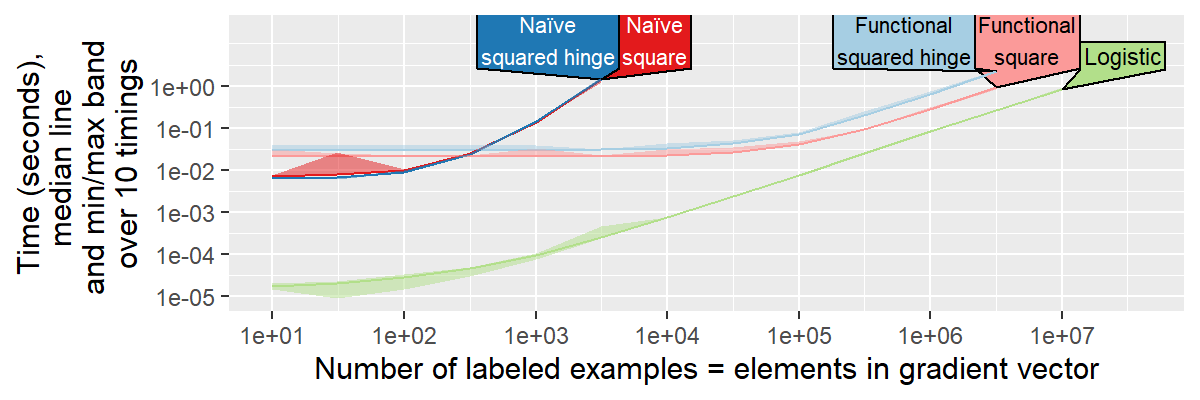 Time (seconds),
median line
and min/max band
over 10 timings
Naïve
squared hinge
Naïve
square
Functional
squared hinge
Functional
square
Logistic
1e+00
1e-01
1e-02
1e-03
1e-04
1e-05
1e+01 1e+02 1e+03 1e+04 1e+05 1e+06 1e+07
Number of labeled examples = elements in gradient vector